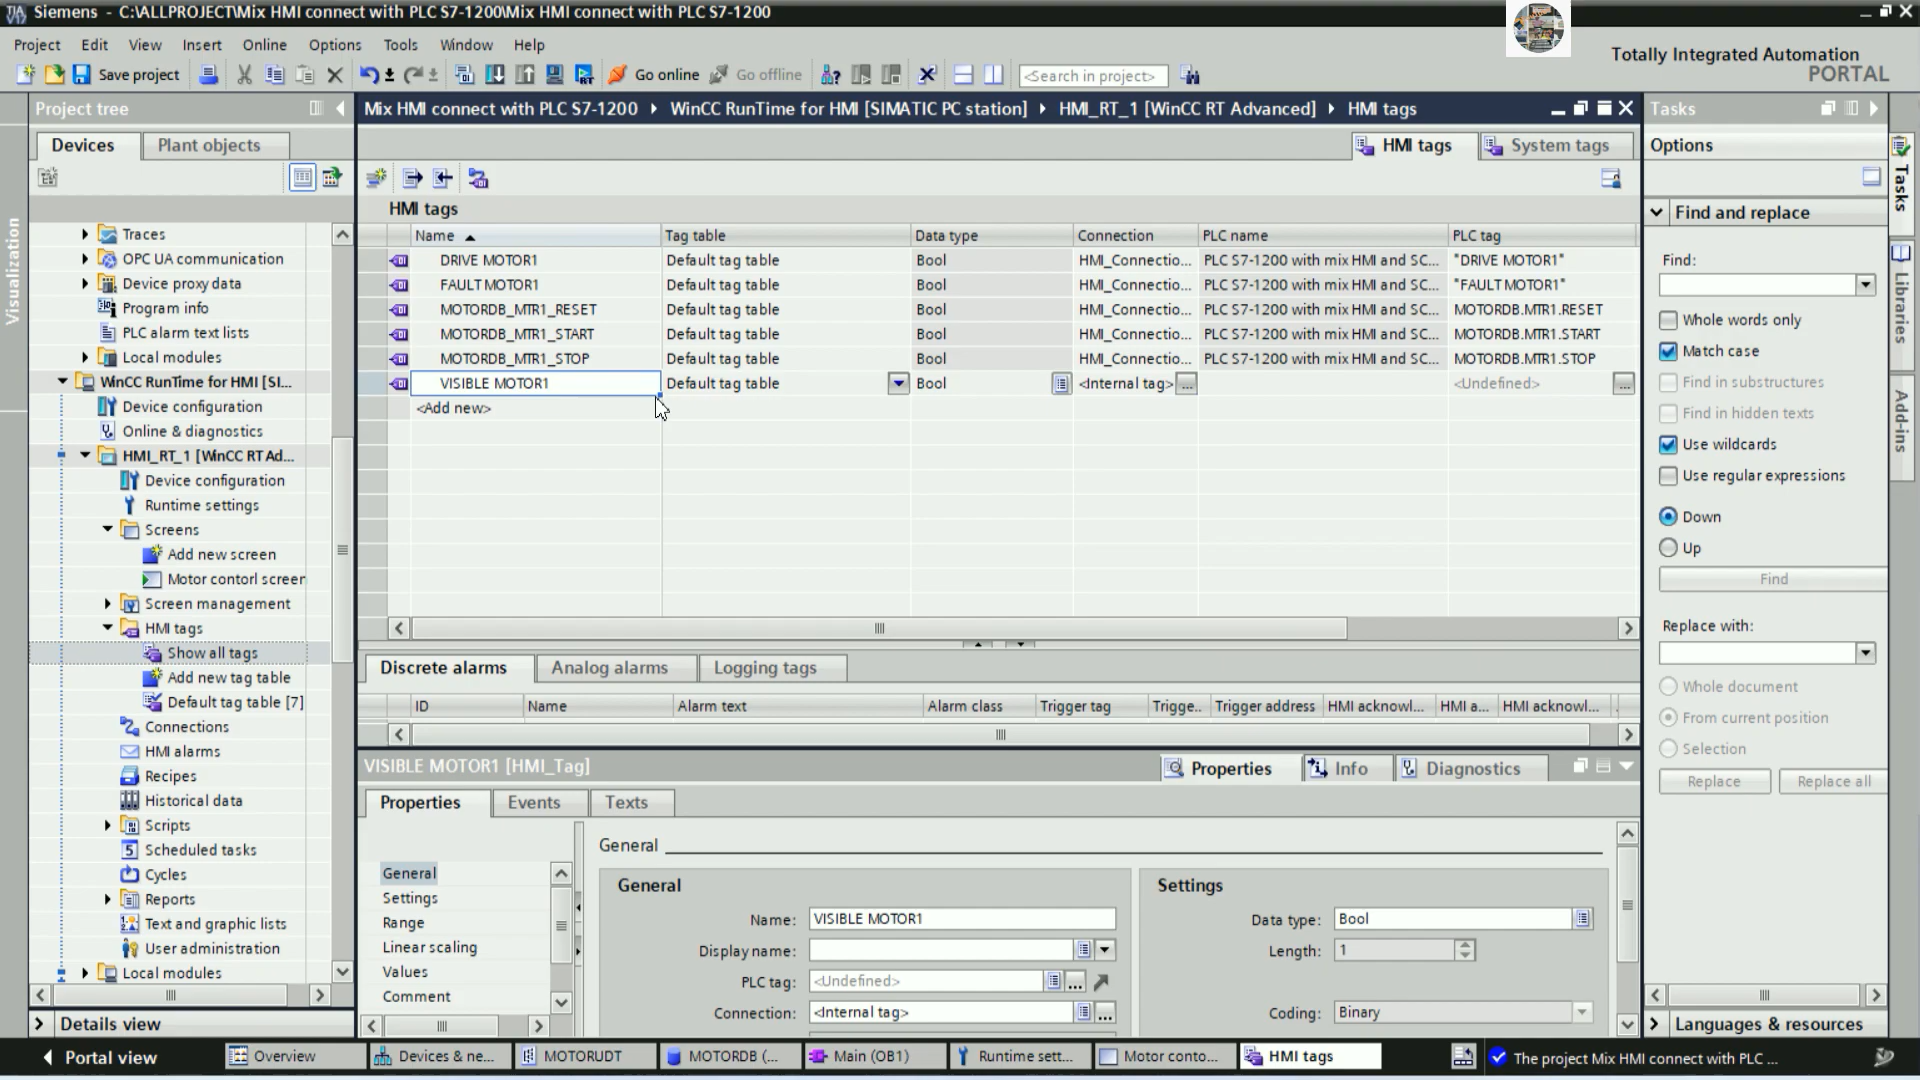 Siemens - C:\ALLPROJECT\Mix HMI connect with PLC S7-1200\Mix HMI connect with PLC S7-1200
Project Edit View Insert Online Options Tools Window Help
Totally Integrated Automation
PORTAL
Save project Go online Go offline <Search in project>
Project tree
Mix HMI connect with PLC S7-1200 WinCC RunTime for HMI [SIMATIC PC station] HMI_RT_1 [WinCC RT Advanced] HMI tags
Tasks
Devices Plant objects
HMI tags System tags
Options
Visualization
Traces
OPC UA communication
Device proxy data
Program info
PLC alarm text lists
Local modules
WinCC RunTime for HMI [SI...
Device configuration
Online & diagnostics
HMI_RT_1 [WinCC RT Ad...
Device configuration
Runtime settings
Screens
Add new screen
Motor contorl screen
Screen management
HMI tags
Show all tags
Add new tag table
Default tag table [7]
Connections
HMI alarms
Recipes
Historical data
Scripts
Scheduled tasks
Cycles
Reports
Text and graphic lists
User administration
Local modules
Details view
HMI tags
Name Tag table Data type Connection PLC name PLC tag
DRIVE MOTOR1 Default tag table Bool HMI_Connectio... PLC S7-1200 with mix HMI and SC... "DRIVE MOTOR1"
FAULT MOTOR1 Default tag table Bool HMI_Connectio... PLC S7-1200 with mix HMI and SC... "FAULT MOTOR1"
MOTORDB_MTR1_RESET Default tag table Bool HMI_Connectio... PLC S7-1200 with mix HMI and SC... MOTORDB.MTR1.RESET
MOTORDB_MTR1_START Default tag table Bool HMI_Connectio... PLC S7-1200 with mix HMI and SC... MOTORDB.MTR1.START
MOTORDB_MTR1_STOP Default tag table Bool HMI_Connectio... PLC S7-1200 with mix HMI and SC... MOTORDB.MTR1.STOP
VISIBLE MOTOR1 Default tag table Bool <Internal tag> ... <Undefined> ...
<Add new>
Discrete alarms Analog alarms Logging tags
ID Name Alarm text Alarm class Trigger tag Trigge.. Trigger address HMI acknowl... HMI a... HMI acknowl...
VISIBLE MOTOR1 [HMI_Tag]
Properties Info Diagnostics
Properties Events Texts
General
Settings
Range
Linear scaling
Values
Comment
General
General
Name: VISIBLE MOTOR1
Display name:
PLC tag: <Undefined> ...
Connection: <Internal tag> ...
Settings
Data type: Bool
Length: 1
Coding: Binary
Find and replace
Find:
Whole words only
Match case
Find in substructures
Find in hidden texts
Use wildcards
Use regular expressions
Down
Up
Find
Replace with:
Whole document
From current position
Selection
Replace Replace all
Languages & resources
Tasks
Libraries
Add-ins
Portal view Overview Devices & ne... MOTORUDT MOTORDB (... Main (OB1) Runtime sett... Motor conto... HMI tags The project Mix HMI connect with PLC ...